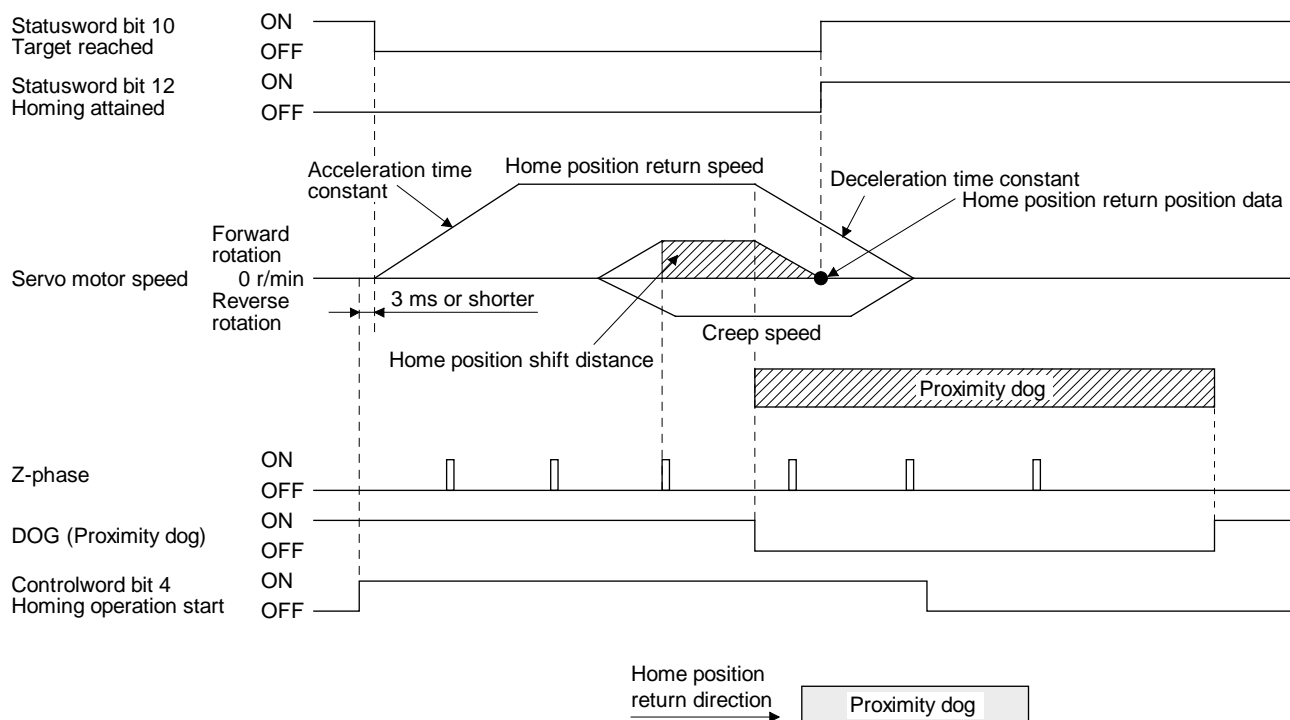 Statusword bit 10
Target reached
ON
OFF
Statusword bit 12
Homing attained
ON
OFF
Acceleration time
constant
Home position return speed
Deceleration time constant
Home position return position data
Forward
rotation
Servo motor speed
0 r/min
Reverse
rotation
3 ms or shorter
Creep speed
Home position shift distance
Proximity dog
Z-phase
ON
OFF
DOG (Proximity dog)
ON
OFF
Controlword bit 4
Homing operation start
ON
OFF
Home position
return direction
Proximity dog